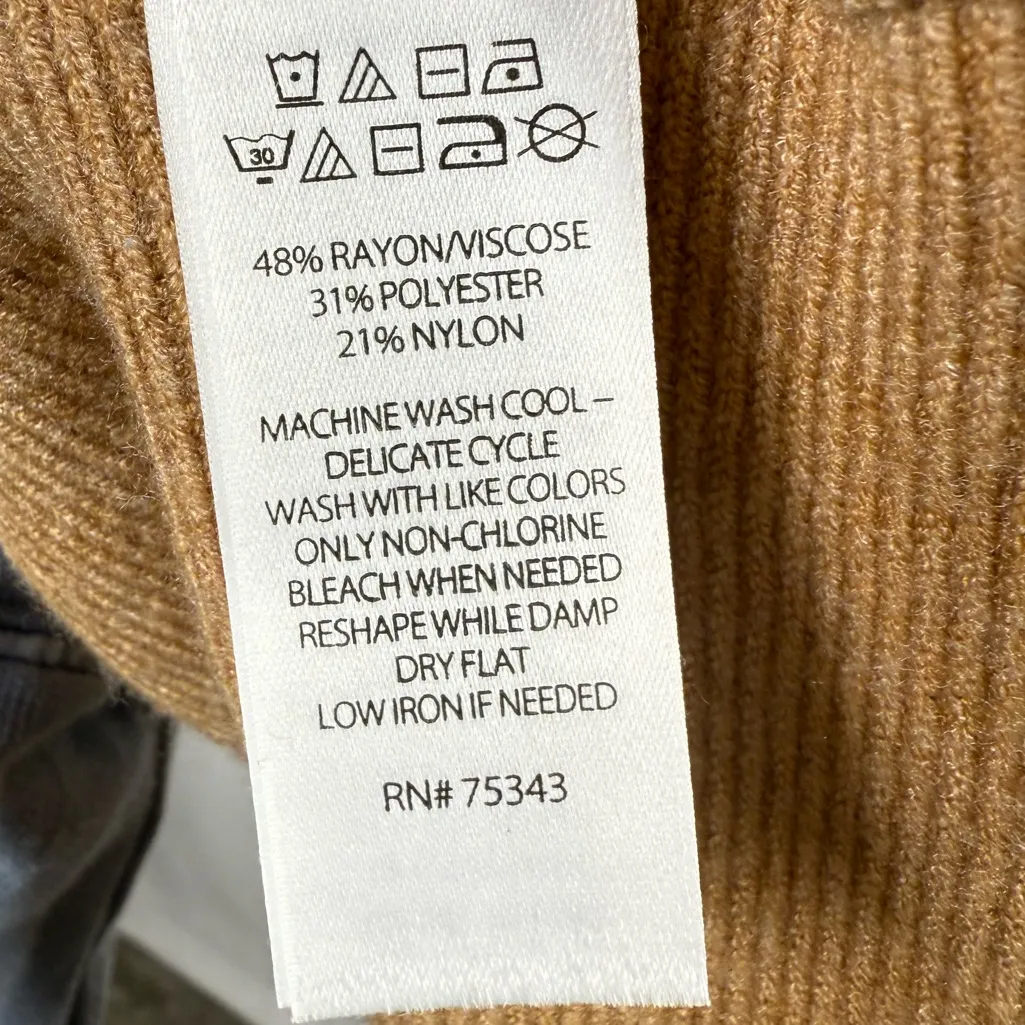 30
48% RAYON/VISCOSE
31% POLYESTER
21% NYLON
MACHINE WASH COOL –
DELICATE CYCLE
WASH WITH LIKE COLORS
ONLY NON-CHLORINE
BLEACH WHEN NEEDED
RESHAPE WHILE DAMP
DRY FLAT
LOW IRON IF NEEDED
RN# 75343